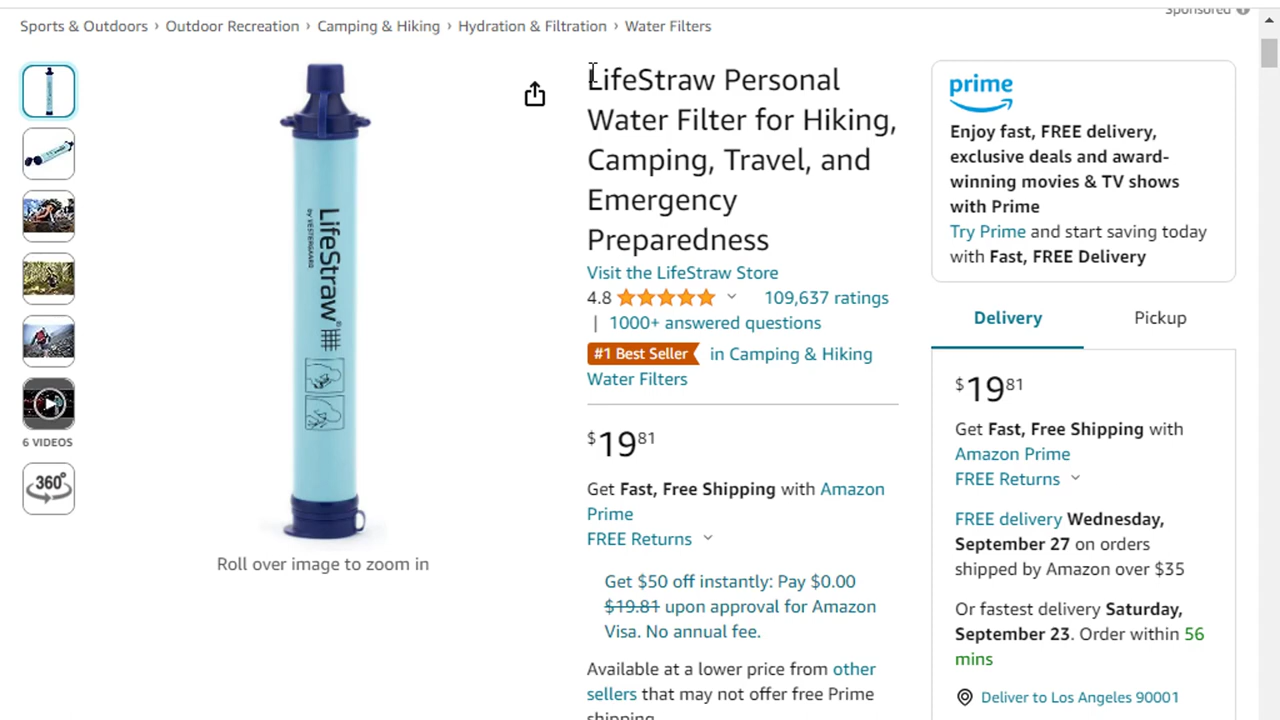 Sponsored
Sports & Outdoors › Outdoor Recreation › Camping & Hiking › Hydration & Filtration › Water Filters
LifeStraw®
by VESTERGAARD
6 VIDEOS
360°
Roll over image to zoom in
LifeStraw Personal
Water Filter for Hiking,
Camping, Travel, and
Emergency
Preparedness
Visit the LifeStraw Store
4.8 109,637 ratings
| 1000+ answered questions
#1 Best Seller in Camping & Hiking
Water Filters
$19 81
Get Fast, Free Shipping with Amazon
Prime
FREE Returns
Get $50 off instantly: Pay $0.00
$19.81 upon approval for Amazon
Visa. No annual fee.
Available at a lower price from other
sellers that may not offer free Prime
shipping.
prime
Enjoy fast, FREE delivery,
exclusive deals and award-
winning movies & TV shows
with Prime
Try Prime and start saving today
with Fast, FREE Delivery
Delivery Pickup
$19 81
Get Fast, Free Shipping with
Amazon Prime
FREE Returns
FREE delivery Wednesday,
September 27 on orders
shipped by Amazon over $35
Or fastest delivery Saturday,
September 23. Order within 56
mins
Deliver to Los Angeles 90001